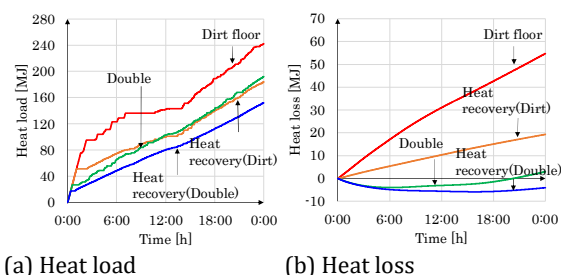 280
240
200
160
120
80
40
0
Heat load [MJ]
Dirt floor
Double
Heat
recovery(Dirt)
Heat
recovery(Double)
0:00 6:00 12:00 18:00 0:00
Time [h]
(a) Heat load
70
60
50
40
30
20
10
0
-10
Heat loss [MJ]
Dirt floor
Heat
recovery(Dirt)
Double
Heat
recovery(Double)
0:00 6:00 12:00 18:00 0:00
Time [h]
(b) Heat loss